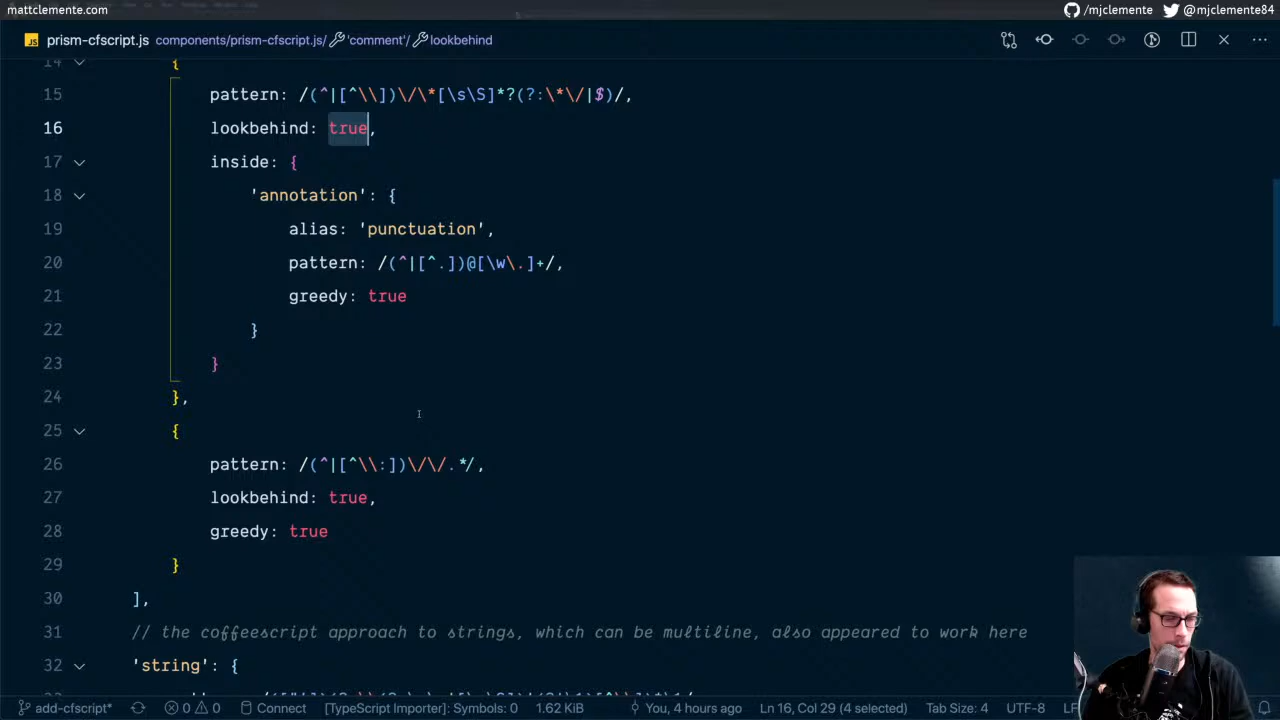 mattclemente.com
/mjclemente @mjclemente84
JS prism-cfscript.js components/prism-cfscript.js/ 'comment'/ lookbehind
14 {
15 pattern: /(^|[^\\])\/\*[\s\S]*?(?:\*\/|$)/,
16 lookbehind: true,
17 inside: {
18 'annotation': {
19 alias: 'punctuation',
20 pattern: /(^|[^.])@[\w\.]+/,
21 greedy: true
22 }
23 }
24 },
25 {
26 pattern: /(^|[^\\:])\/\/.*/,
27 lookbehind: true,
28 greedy: true
29 }
30 ],
31 // the coffeescript approach to strings, which can be multiline, also appeared to work here
32 'string': {
add-cfscript* 0 0 Connect [TypeScript Importer]: Symbols: 0 1.62 KiB You, 4 hours ago Ln 16, Col 29 (4 selected) Tab Size: 4 UTF-8 LF